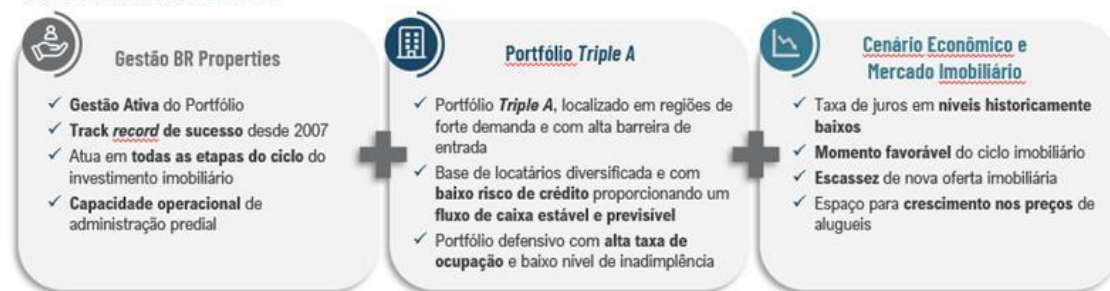 Gestão BR Properties
✓ Gestão Ativa do Portfólio
✓ Track record de sucesso desde 2007
✓ Atua em todas as etapas do ciclo do
investimento imobiliário
✓ Capacidade operacional de
administração predial
Portfólio Triple A
✓ Portfólio Triple A, localizado em regiões de
forte demanda e com alta barreira de
entrada
✓ Base de locatários diversificada e com
baixo risco de crédito proporcionando um
fluxo de caixa estável e previsível
✓ Portfólio defensivo com alta taxa de
ocupação e baixo nível de inadimplência
Cenário Econômico e
Mercado Imobiliário
✓ Taxa de juros em níveis historicamente
baixos
✓ Momento favorável do ciclo imobiliário
✓ Escassez de nova oferta imobiliária
✓ Espaço para crescimento nos preços de
alugueis